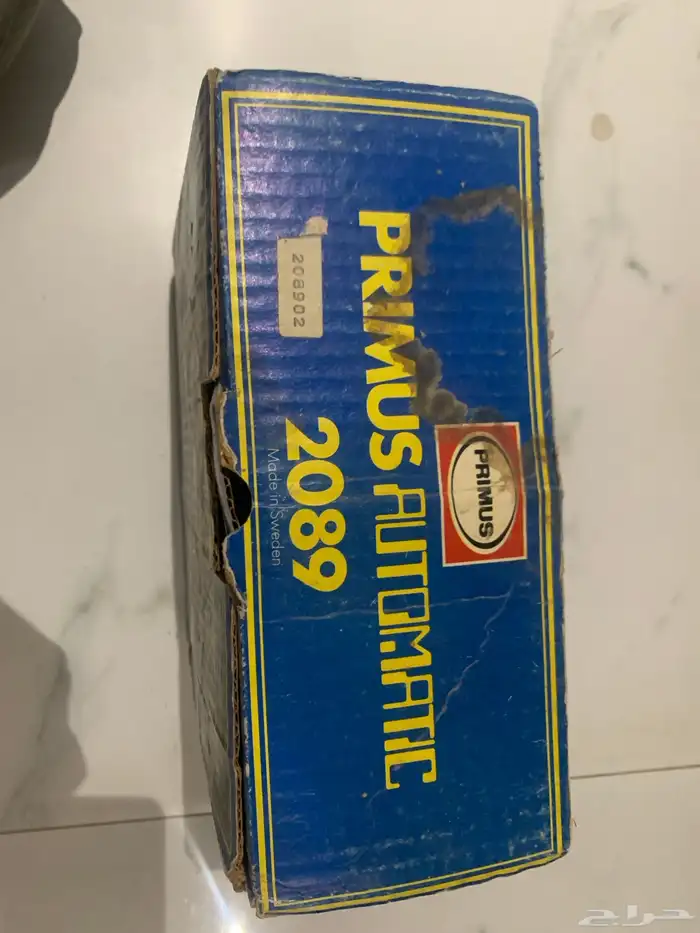 PRIMUS
PRIMUS AUTOMATIC
2089
Made in Sweden
208902
حراج